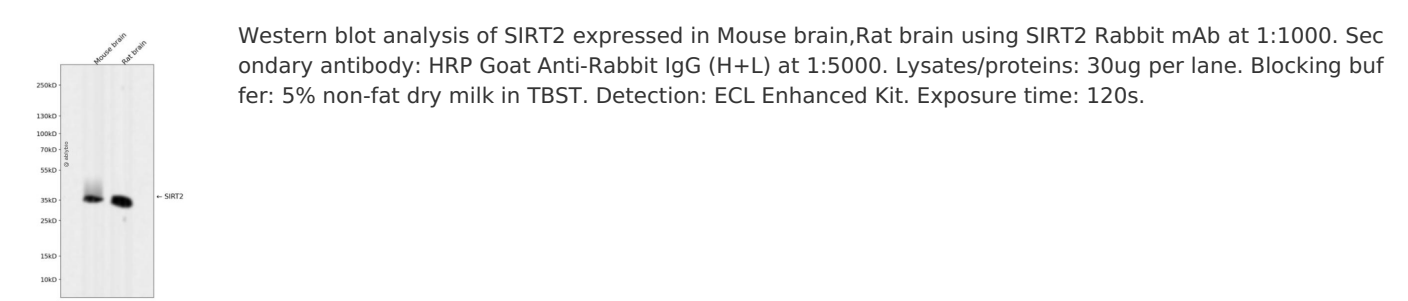 Mouse brain
Rat brain
Western blot analysis of SIRT2 expressed in Mouse brain,Rat brain using SIRT2 Rabbit mAb at 1:1000. Sec
ondary antibody: HRP Goat Anti-Rabbit IgG (H+L) at 1:5000. Lysates/proteins: 30ug per lane. Blocking buf
fer: 5% non-fat dry milk in TBST. Detection: ECL Enhanced Kit. Exposure time: 120s.
250kD
130kD
100kD
70kD
55kD
35kD
← SIRT2
25kD
15kD
10kD